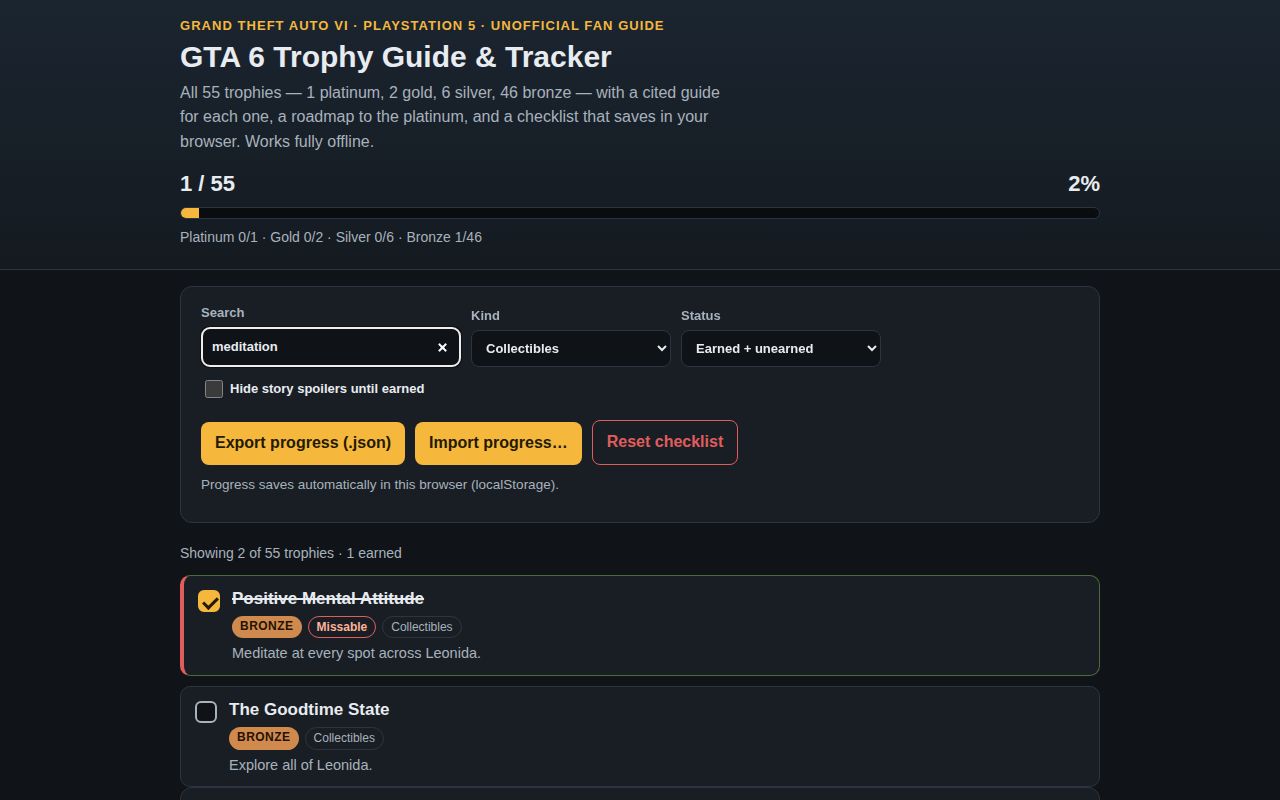 GRAND THEFT AUTO VI · PLAYSTATION 5 · UNOFFICIAL FAN GUIDE
GTA 6 Trophy Guide & Tracker
All 55 trophies — 1 platinum, 2 gold, 6 silver, 46 bronze — with a cited guide
for each one, a roadmap to the platinum, and a checklist that saves in your
browser. Works fully offline.
1 / 55 2%
Platinum 0/1 · Gold 0/2 · Silver 0/6 · Bronze 1/46
Search Kind Status
meditation Collectibles Earned + unearned
Hide story spoilers until earned
Export progress (.json) Import progress… Reset checklist
Progress saves automatically in this browser (localStorage).
Showing 2 of 55 trophies · 1 earned
Positive Mental Attitude
BRONZE Missable Collectibles
Meditate at every spot across Leonida.
The Goodtime State
BRONZE Collectibles
Explore all of Leonida.